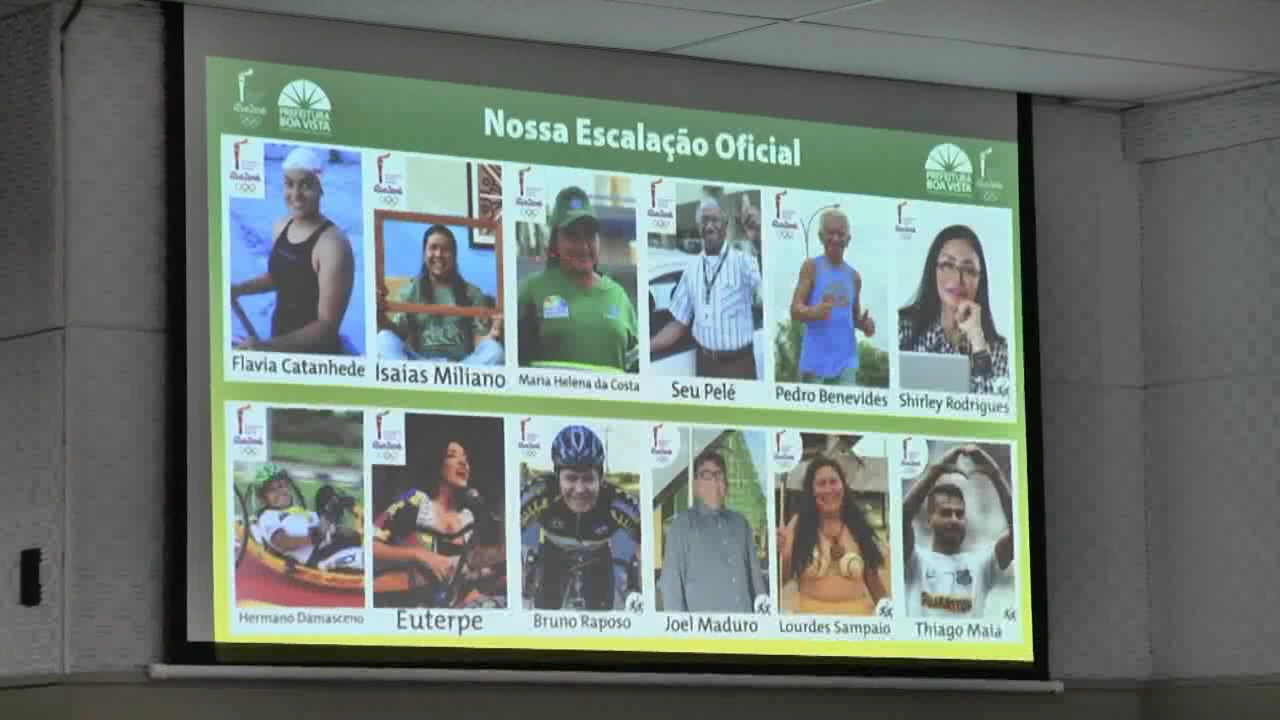 Rio2016
PREFEITURA
BOA VISTA
Nossa Escalação Oficial
PREFEITURA
BOA VISTA
Flavia Catanhede
Isaias Miliano
Maria Helena da Costa
Seu Pelé
Pedro Benevides
Shirley Rodrigues
Hermano Damasceno
Euterpe
Bruno Raposo
Joel Maduro
Lourdes Sampaio
Thiago Maia